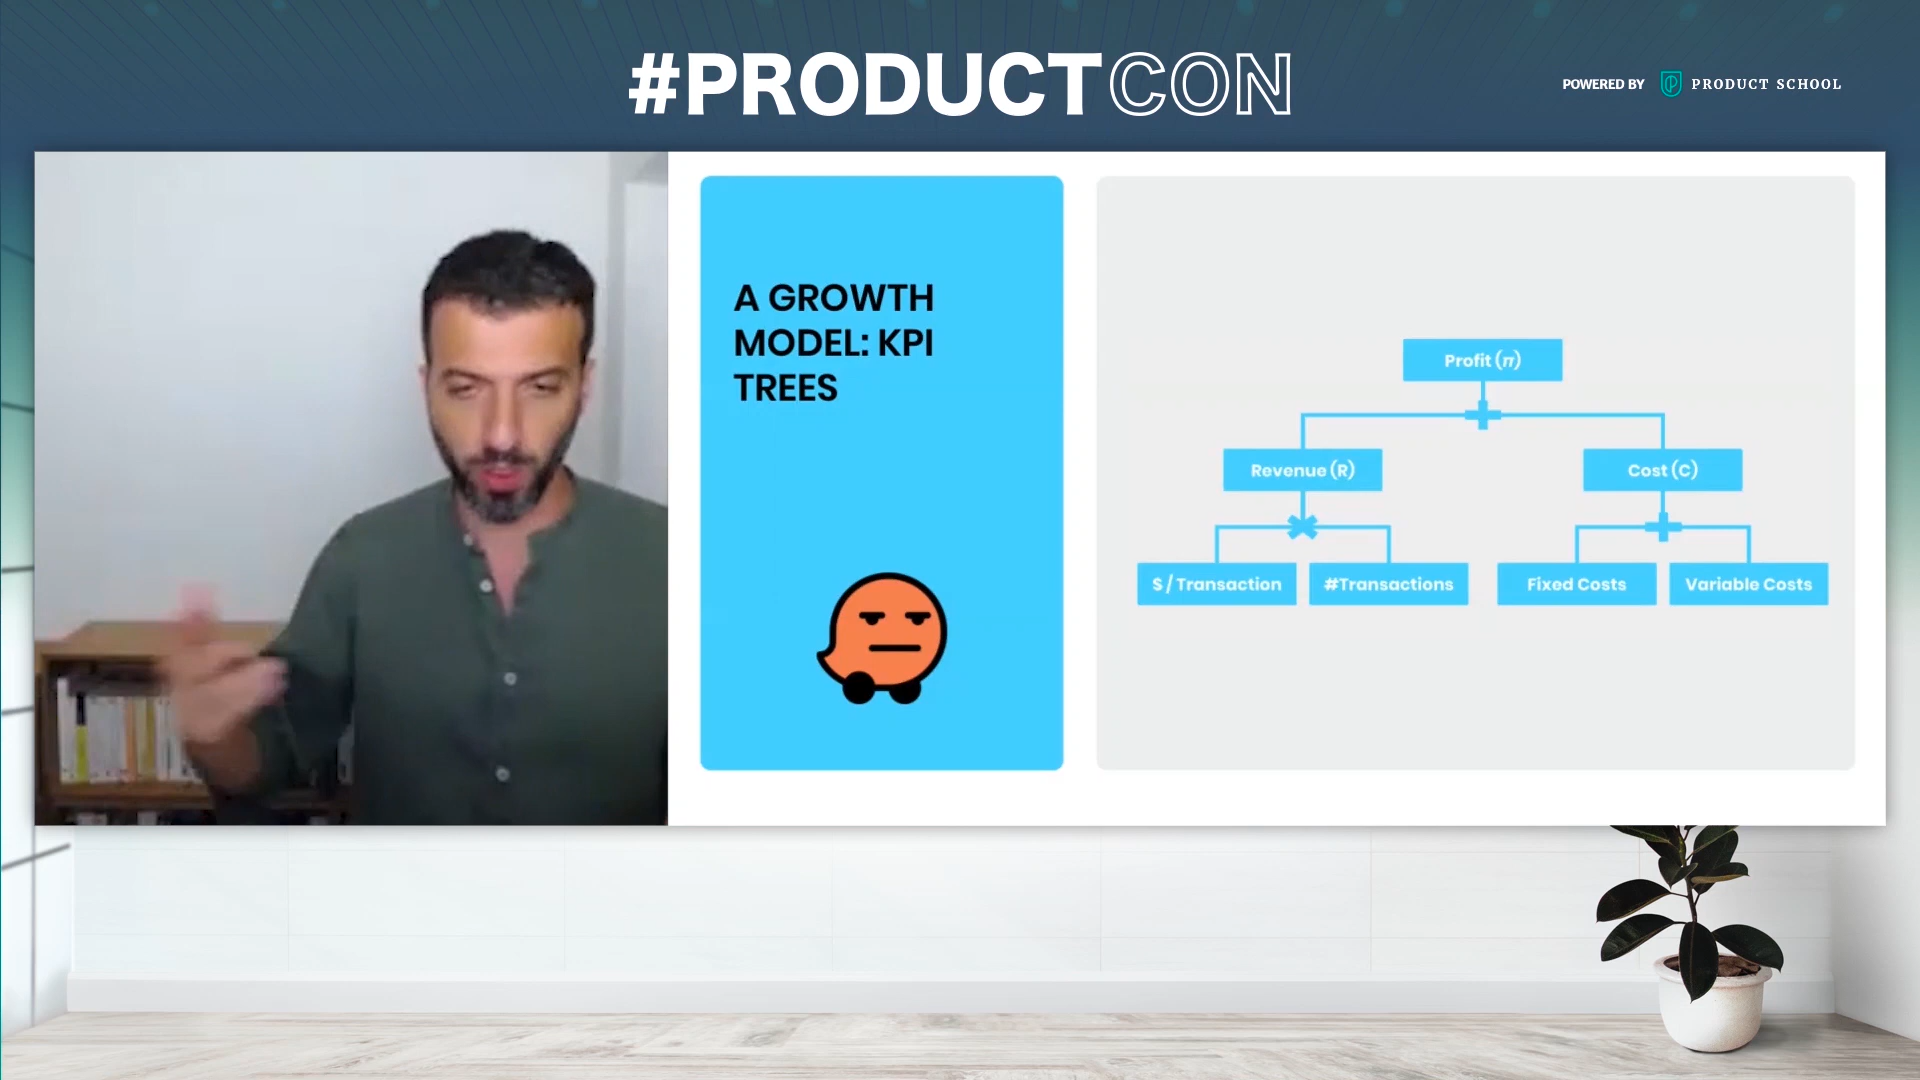 #PRODUCTCON
POWERED BY PRODUCT SCHOOL
A GROWTH
MODEL: KPI
TREES
Profit (π)
Revenue (R)
Cost (C)
$ / Transaction
#Transactions
Fixed Costs
Variable Costs